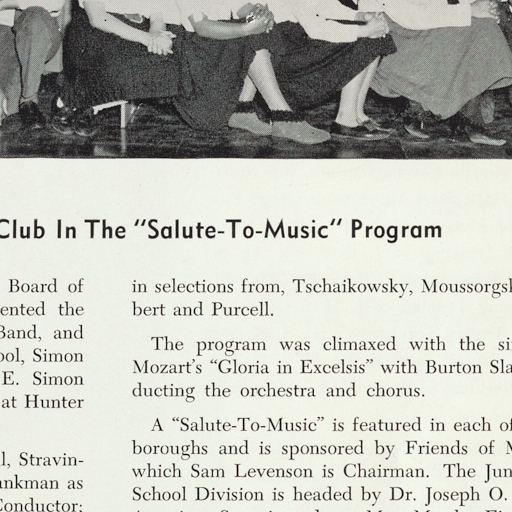 Club In The "Salute-To-Music" Program
Board of
ented the
Band, and
ool, Simon
E. Simon
at Hunter
l, Stravin-
ankman as
Conductor;
in selections from, Tschaikowsky, Moussorgsk
bert and Purcell.
The program was climaxed with the si
Mozart's "Gloria in Excelsis" with Burton Sla
ducting the orchestra and chorus.
A "Salute-To-Music" is featured in each of
boroughs and is sponsored by Friends of M
which Sam Levenson is Chairman. The Jun
School Division is headed by Dr. Joseph O.